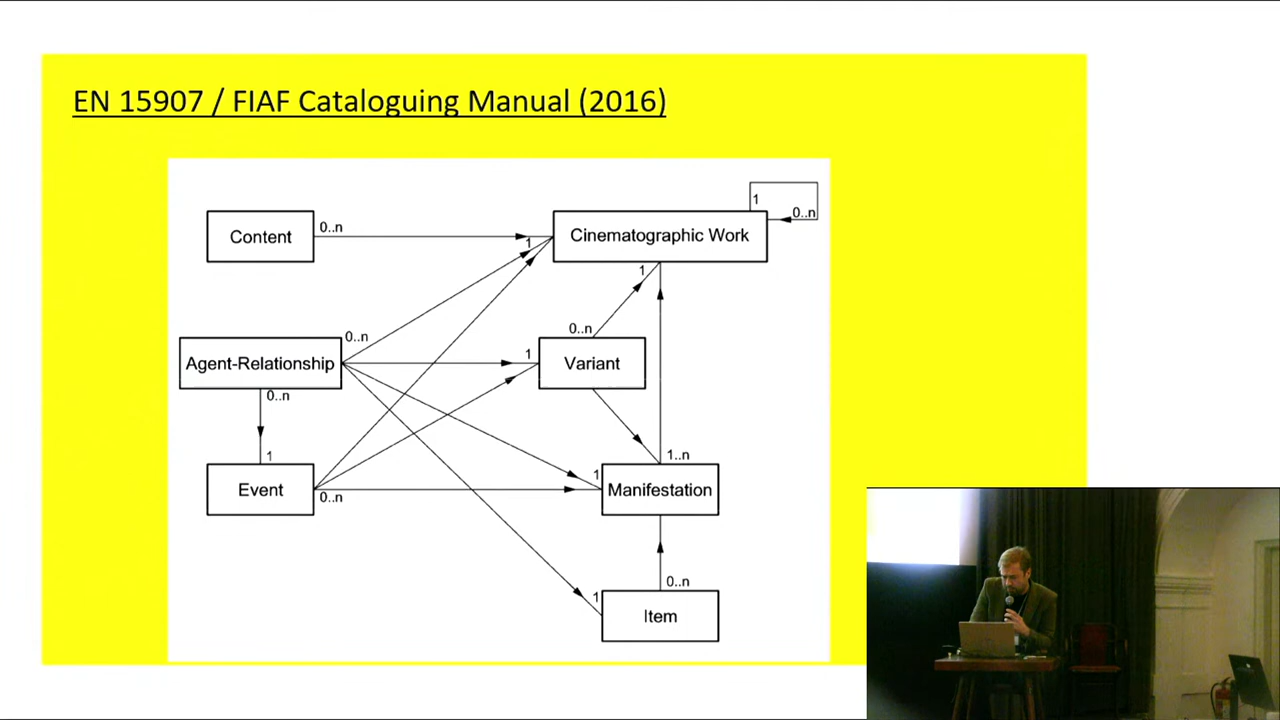 EN 15907 / FIAF Cataloguing Manual (2016)
1
0..n
Content
0..n
1
Cinematographic Work
1
0..n
0..n
1
Agent-Relationship
Variant
0..n
1
1..n
1
Event
0..n
Manifestation
0..n
1
Item